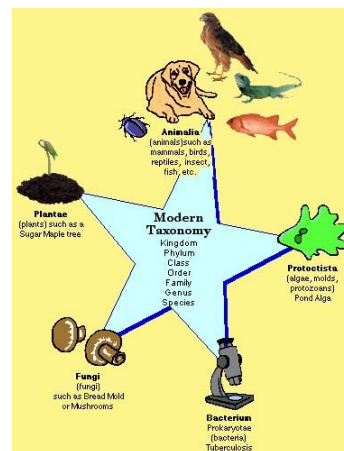 Animalia
(animals)such as
mammals, birds,
reptiles, insect,
fish, etc.
Plantae
(plants) such as a
Sugar Maple tree
Modern
Taxonomy
Kingdom
Phylum
Class
Order
Family
Genus
Species
Protoctista
(algae, molds,
protozoans)
Pond Alga
Fungi
(fungi)
such as Bread Mold
or Mushrooms
Bacterium
Prokaryotae
(bacteria)
Tuberculosis